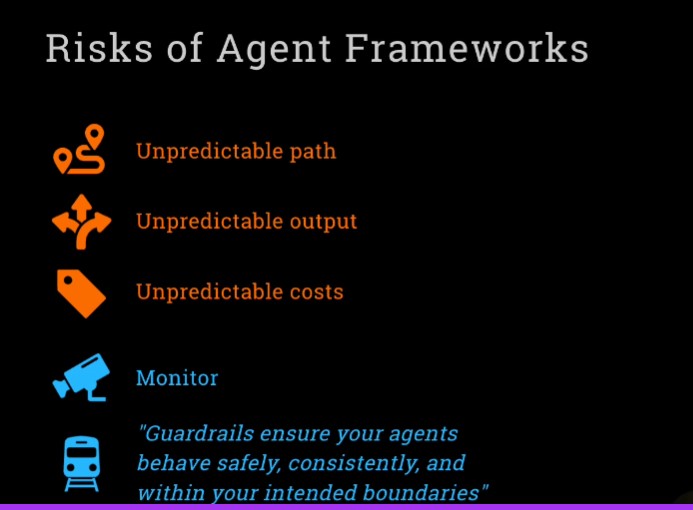 Risks of Agent Frameworks
Unpredictable path
Unpredictable output
Unpredictable costs
Monitor
"Guardrails ensure your agents
behave safely, consistently, and
within your intended boundaries"